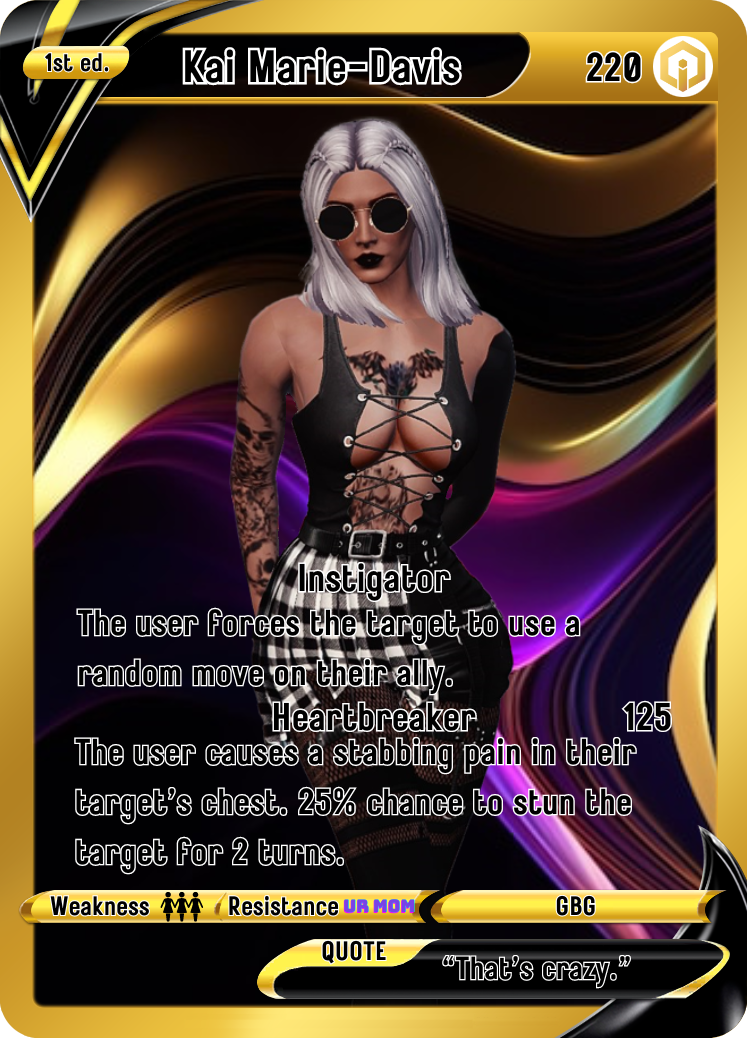 1st ed.
Kai Marie-Davis
220
Instigator
The user forces the target to use a
random move on their ally.
Heartbreaker 125
The user causes a stabbing pain in their
target's chest. 25% chance to stun the
target for 2 turns.
Weakness
Resistance UR MOM
GBG
QUOTE
“That's crazy.”